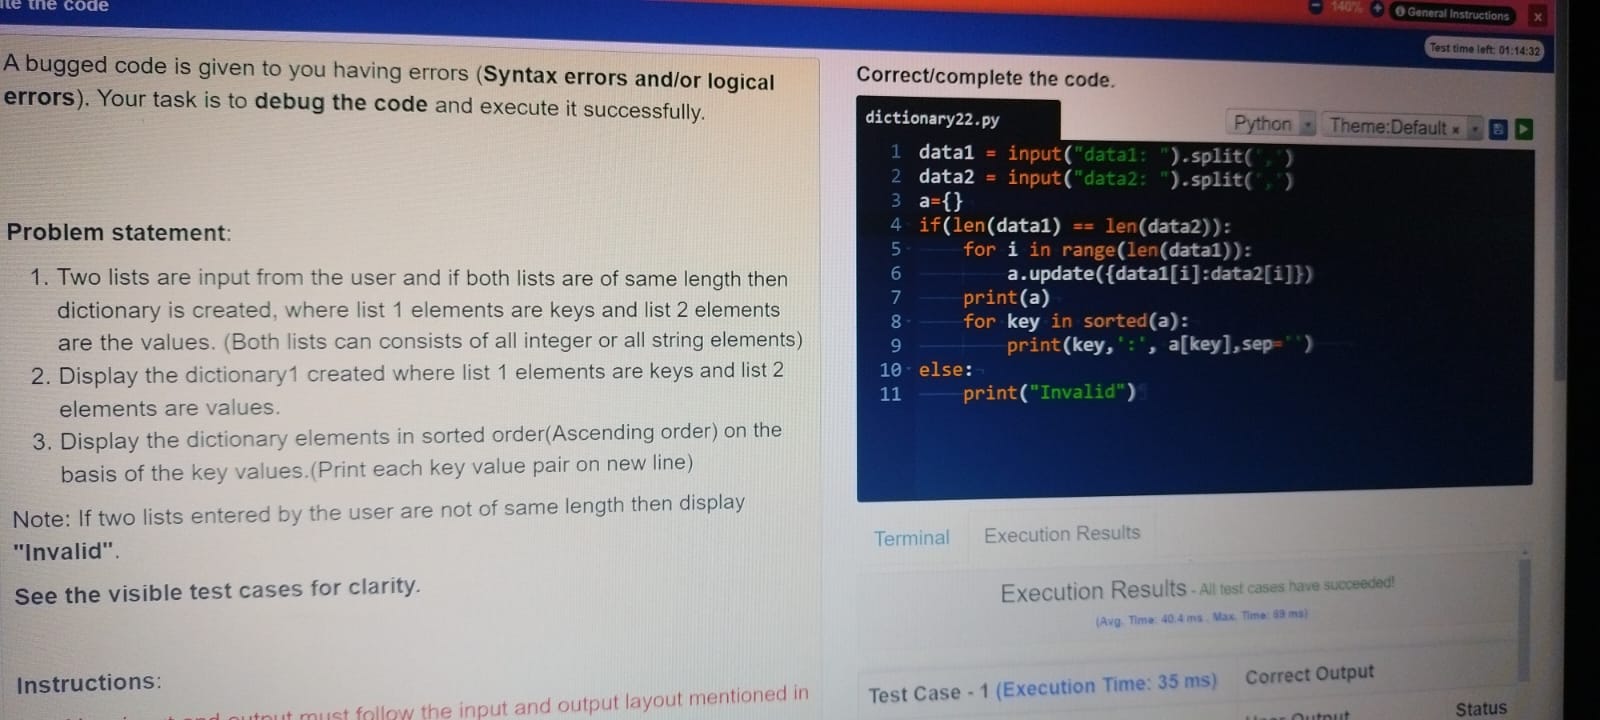 the code
140%
General Instructions
x
Test time left: 01:14:32
A bugged code is given to you having errors (Syntax errors and/or logical
errors). Your task is to debug the code and execute it successfully.
Problem statement:
1. Two lists are input from the user and if both lists are of same length then
dictionary is created, where list 1 elements are keys and list 2 elements
are the values. (Both lists can consists of all integer or all string elements)
2. Display the dictionary1 created where list 1 elements are keys and list 2
elements are values.
3. Display the dictionary elements in sorted order(Ascending order) on the
basis of the key values.(Print each key value pair on new line)
Note: If two lists entered by the user are not of same length then display
"Invalid".
See the visible test cases for clarity.
Instructions:
output must follow the input and output layout mentioned in
Correct/complete the code.
dictionary22.py
Python
Theme:Default x
1 data1 = input("data1: ").split(",")
2 data2 = input("data2: ").split(",")
3 a={}
4 if(len(data1) == len(data2)):
5 for i in range(len(data1)):
6 a.update({data1[i]:data2[i]})
7 print(a)
8 for key in sorted(a):
9 print(key,':', a[key],sep='')
10 else:
11 print("Invalid")
Terminal
Execution Results
Execution Results - All test cases have succeeded!
(Avg. Time: 40.4 ms, Max. Time: 69 ms)
Test Case - 1 (Execution Time: 35 ms)
Correct Output
Output
Status